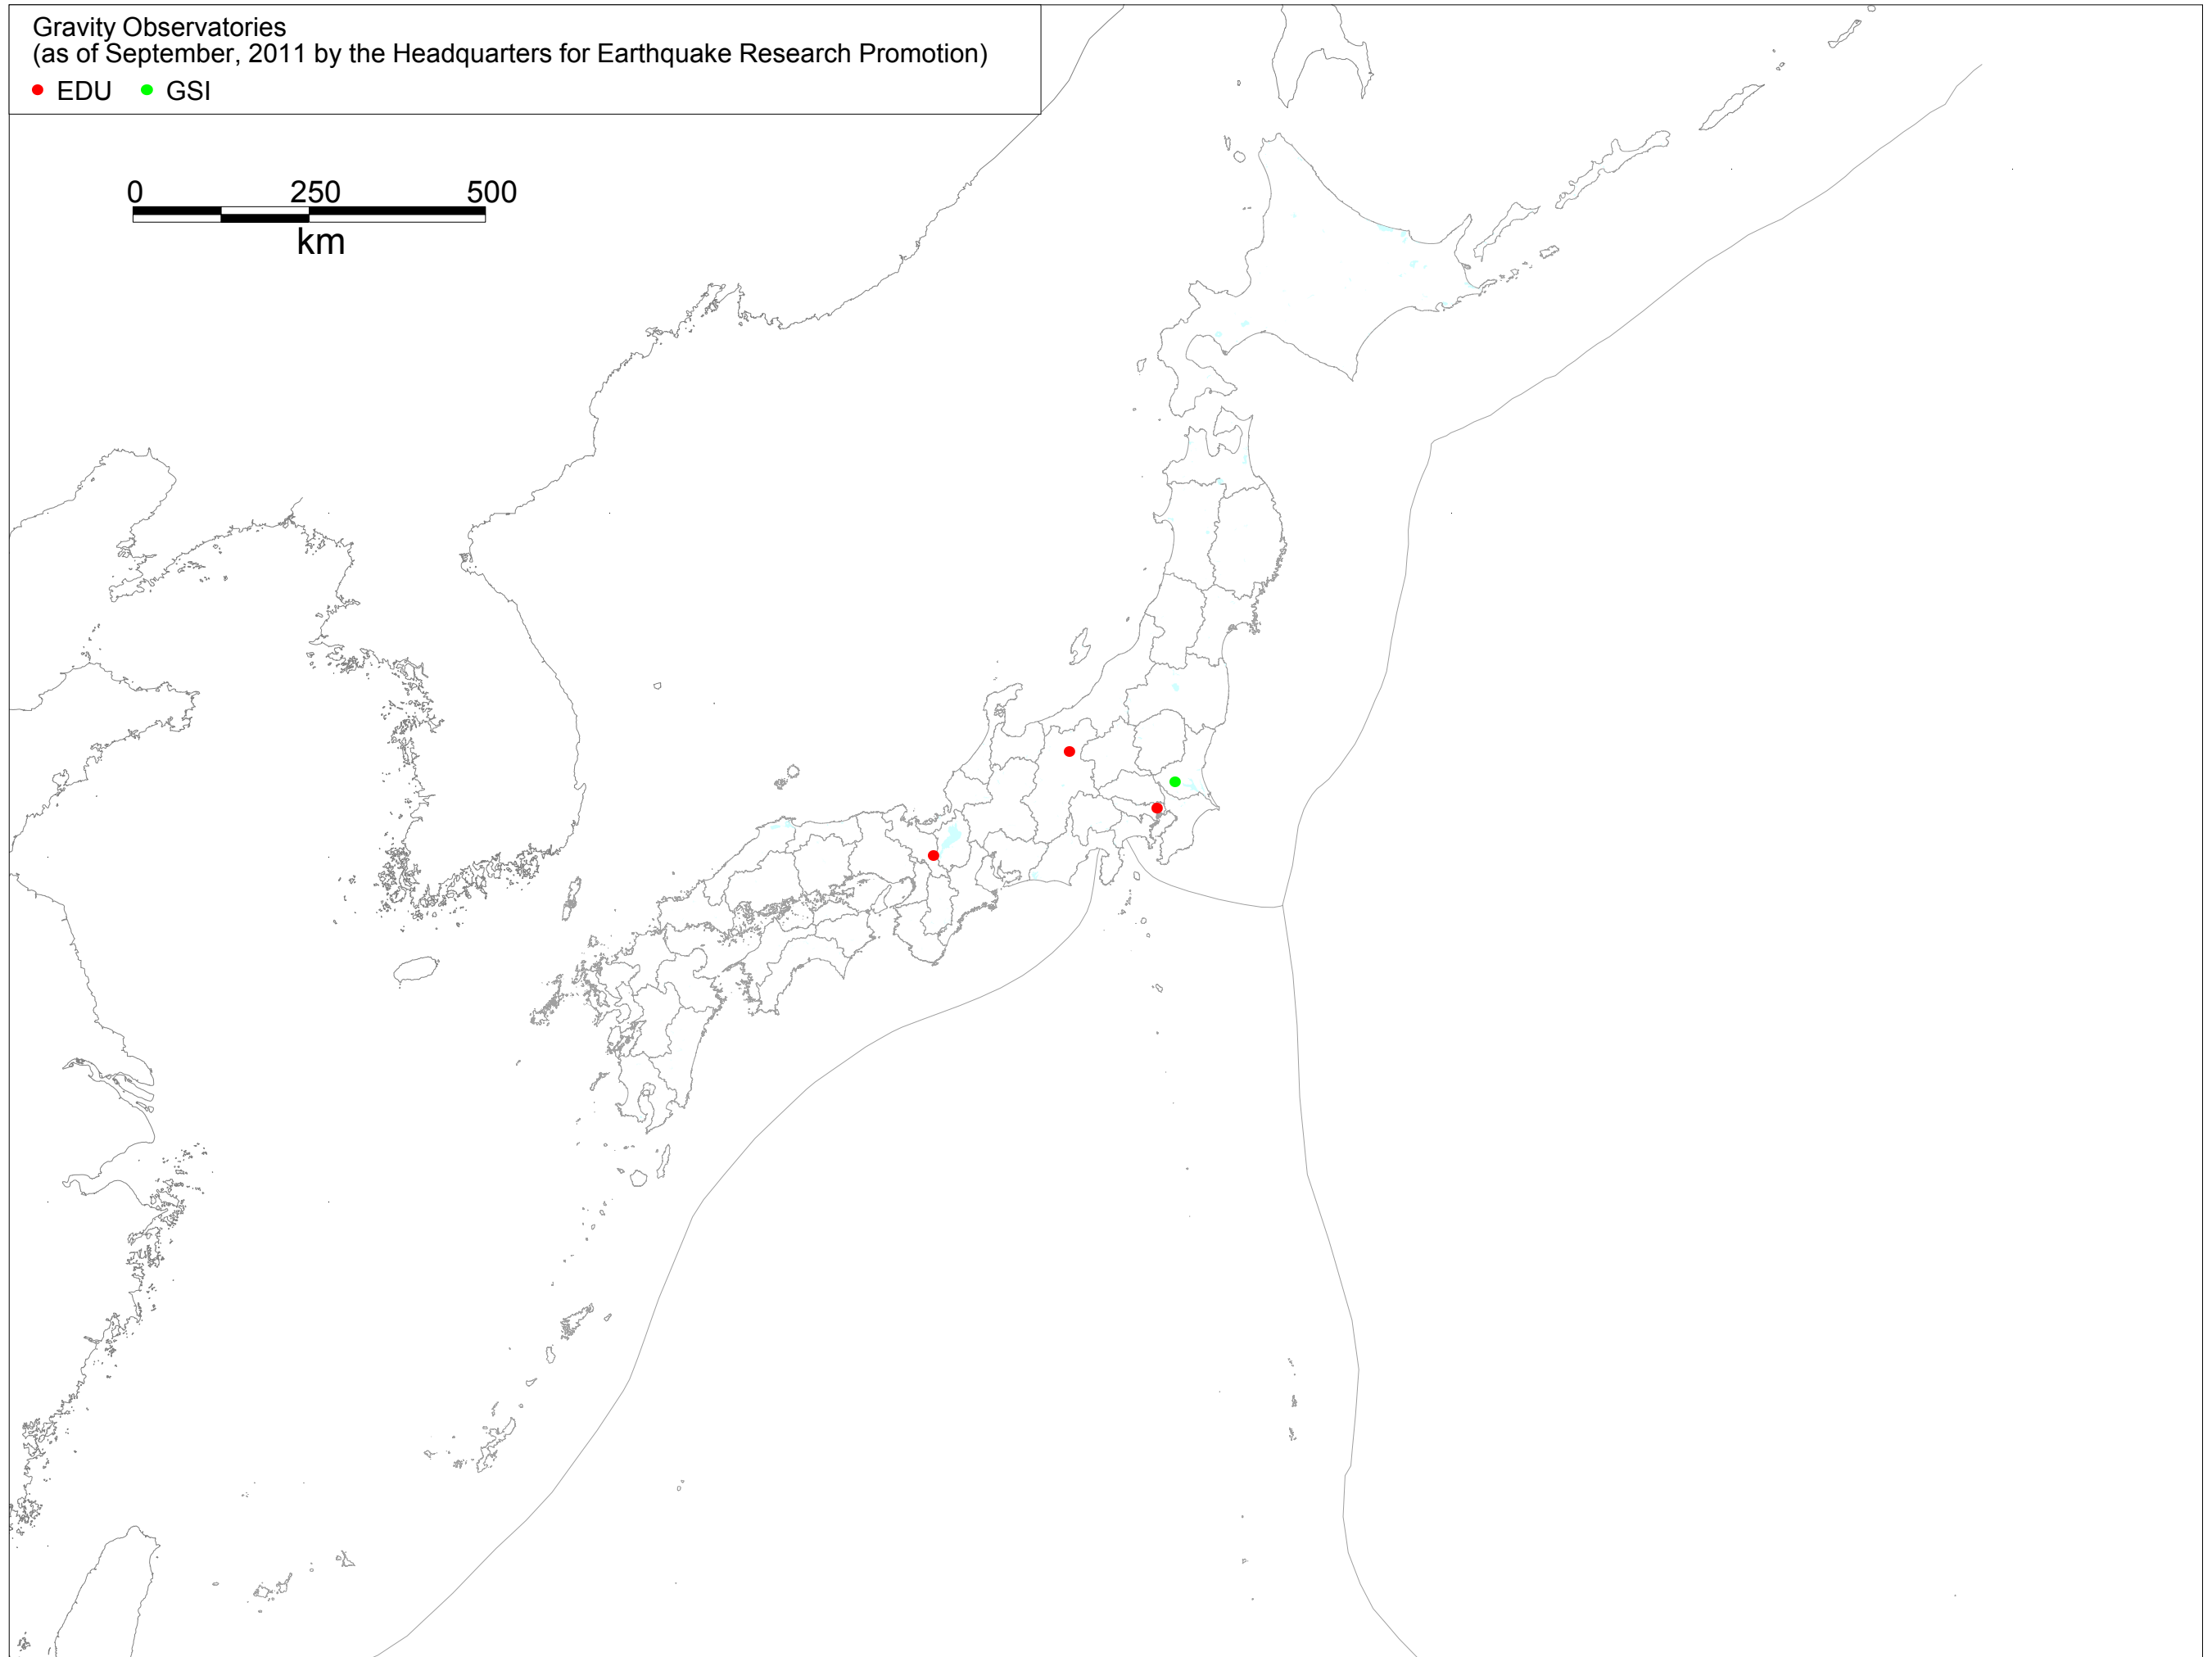 Gravity Observatories
(as of September, 2011 by the Headquarters for Earthquake Research Promotion)
EDU GSI
0 250 500
km